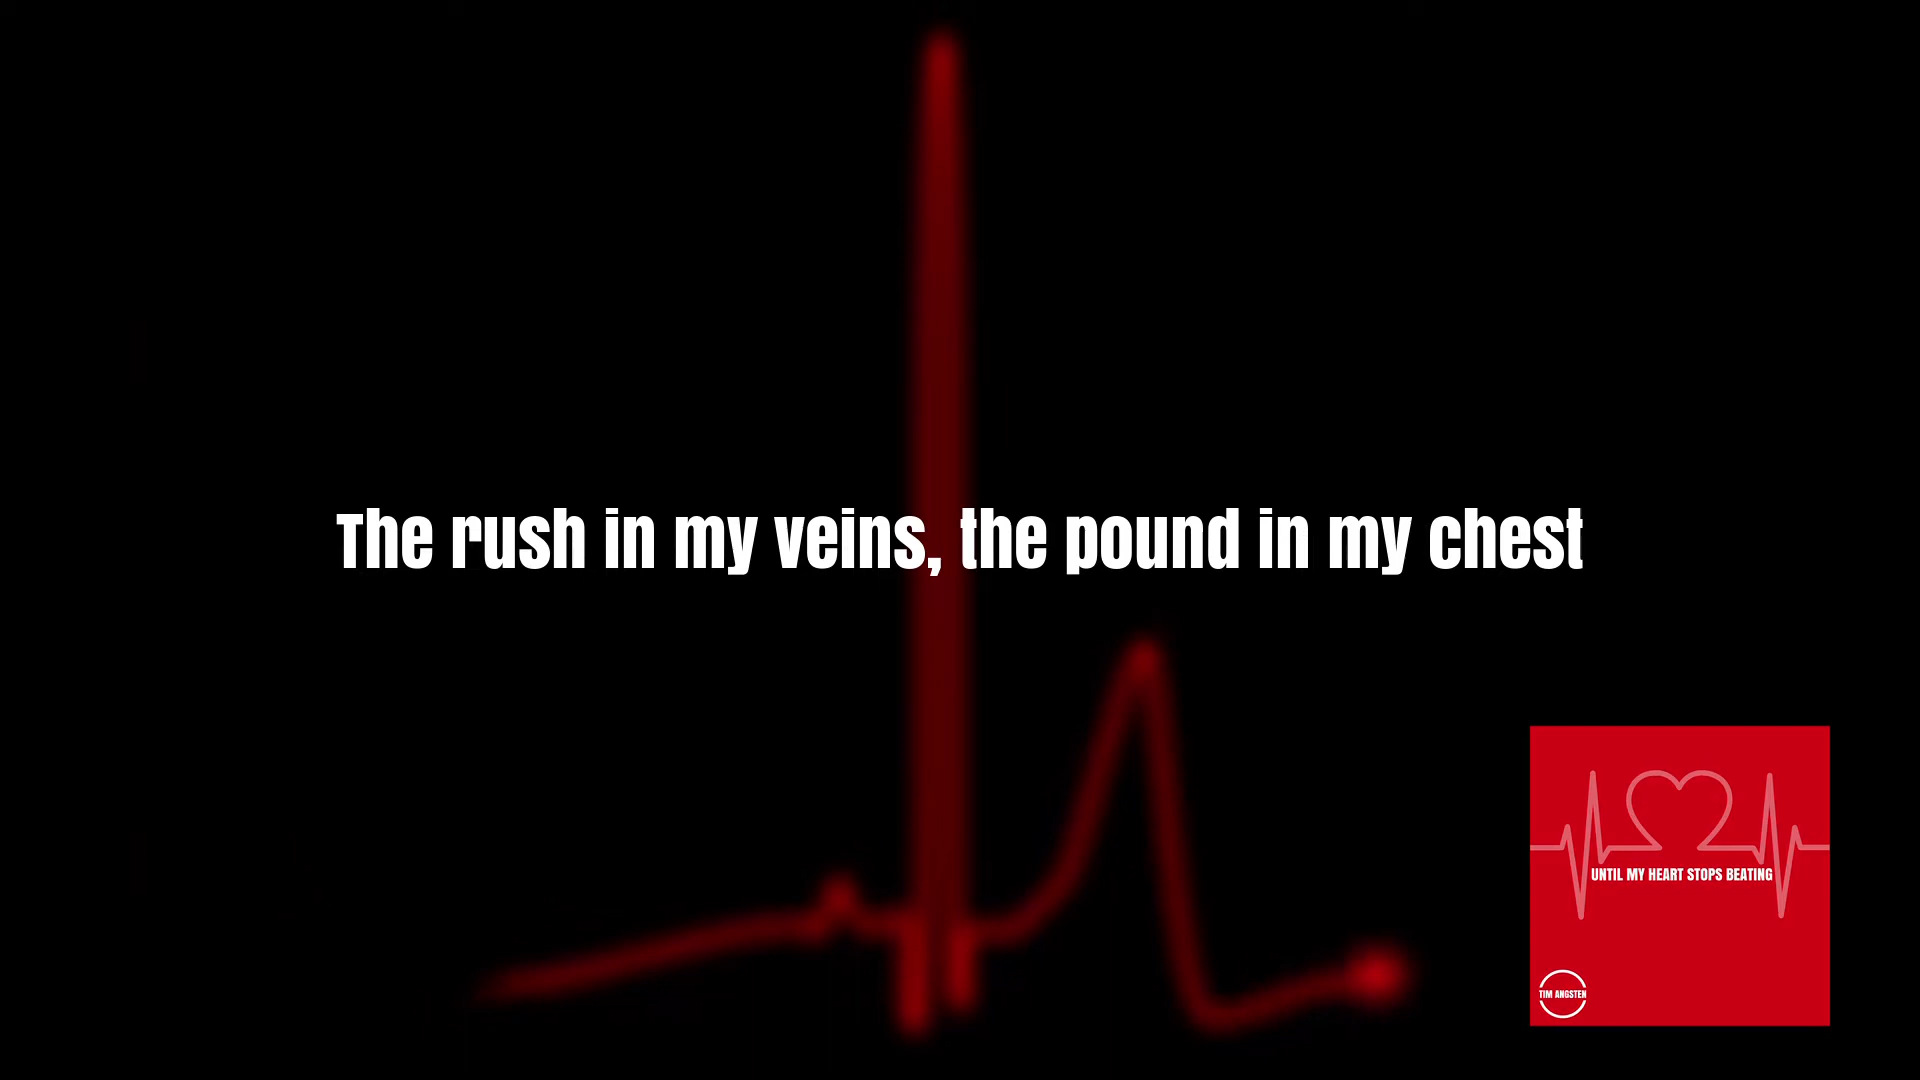 The rush in my veins, the pound in my chest
UNTIL MY HEART STOPS BEATING
TIM ANGSTEN